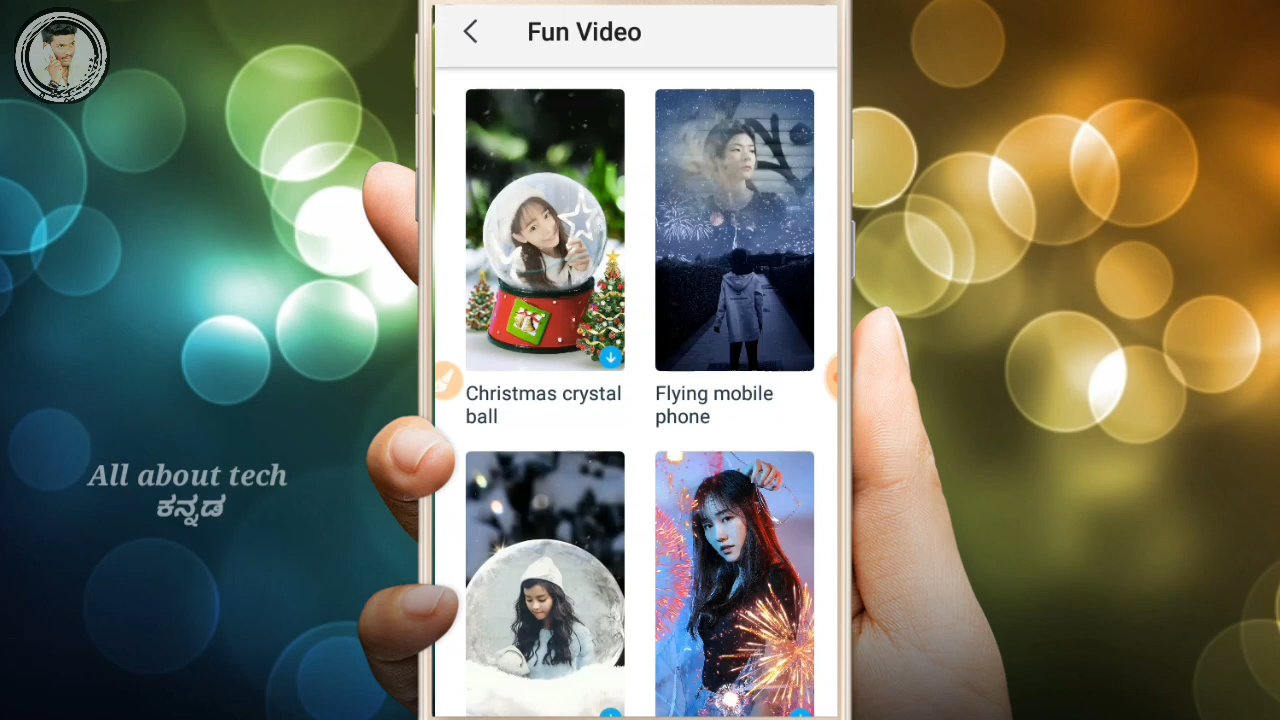 Fun Video
Christmas crystal
ball
Flying mobile
phone
All about tech
ಕನ್ನಡ